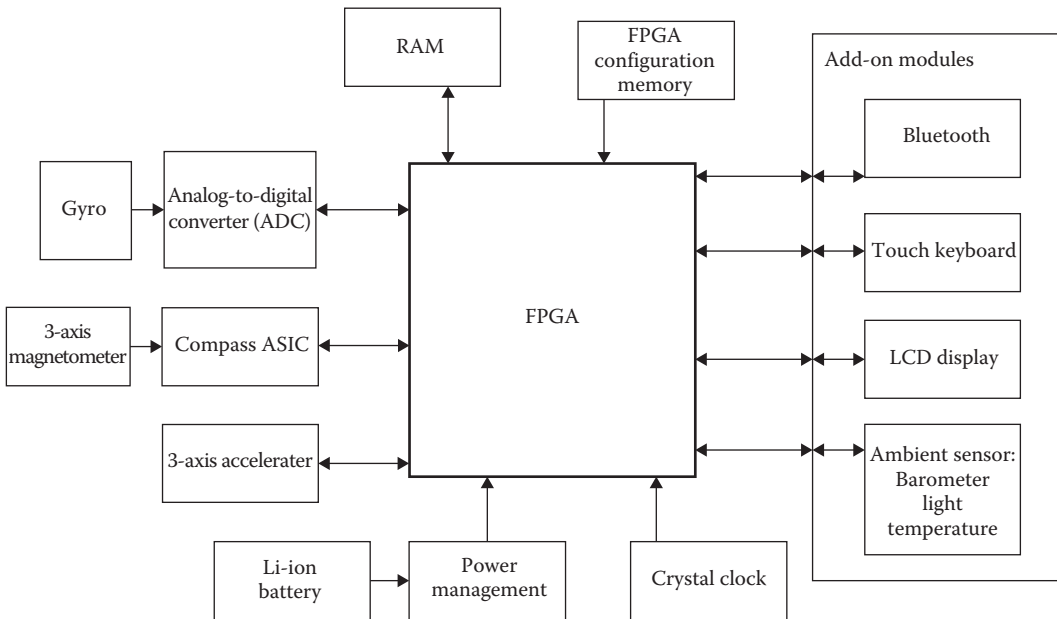 RAM
FPGA
configuration
memory
Add-on modules
Bluetooth
Gyro
Analog-to-digital
converter (ADC)
Touch keyboard
3-axis
magnetometer
Compass ASIC
FPGA
LCD display
3-axis accelerater
Ambient sensor:
Barometer
light
temperature
Li-ion
battery
Power
management
Crystal clock